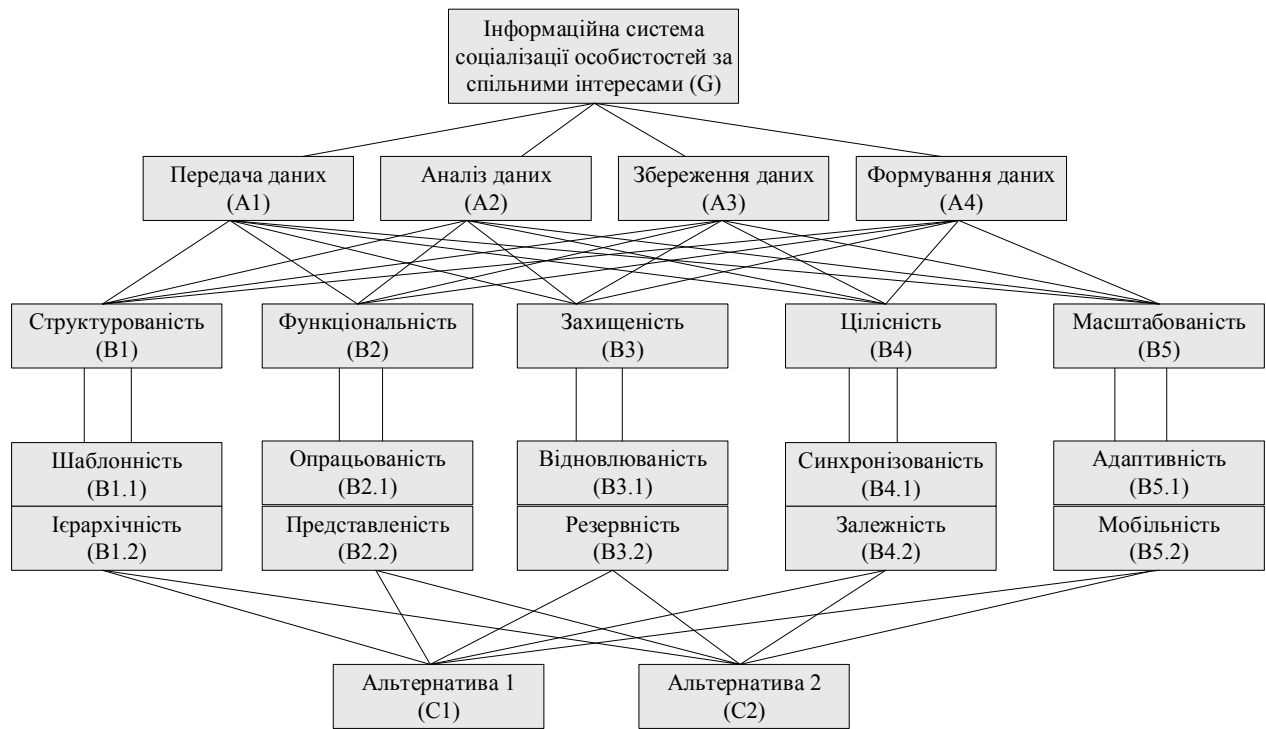 Інформаційна система
соціалізації особистостей за
спільними інтересами (G)
Передача даних
(A1)
Аналіз даних
(A2)
Збереження даних
(A3)
Формування даних
(A4)
Структурованість
(B1)
Функціональність
(B2)
Захищеність
(B3)
Цілісність
(B4)
Масштабованість
(B5)
Шаблонність
(B1.1)
Опрацьованість
(B2.1)
Відновлюваність
(B3.1)
Синхронізованість
(B4.1)
Адаптивність
(B5.1)
Ієрархічність
(B1.2)
Представленість
(B2.2)
Резервність
(B3.2)
Залежність
(B4.2)
Мобільність
(B5.2)
Альтернатива 1
(C1)
Альтернатива 2
(C2)